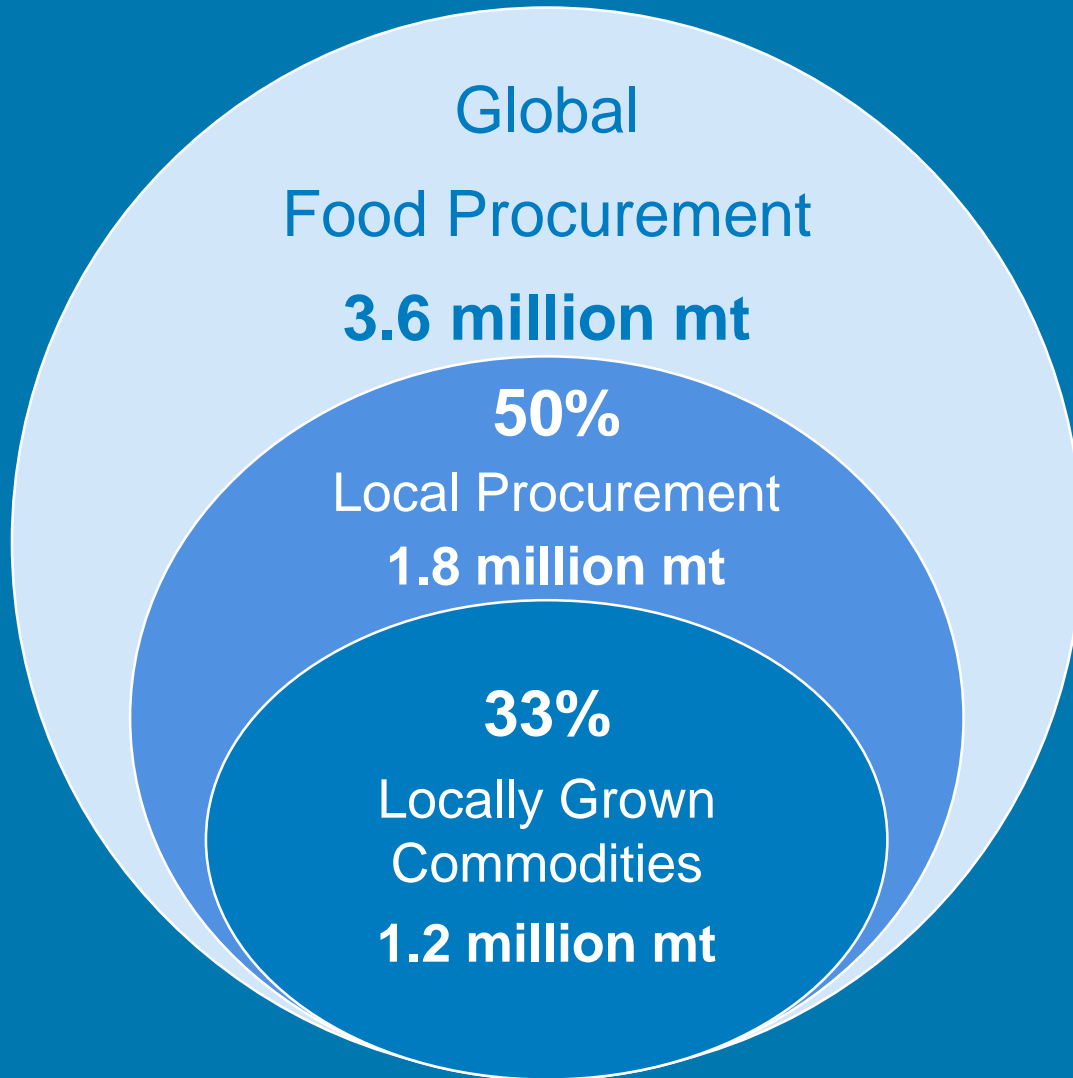 Global
Food Procurement
3.6 million mt
50%
Local Procurement
1.8 million mt
33%
Locally Grown
Commodities
1.2 million mt